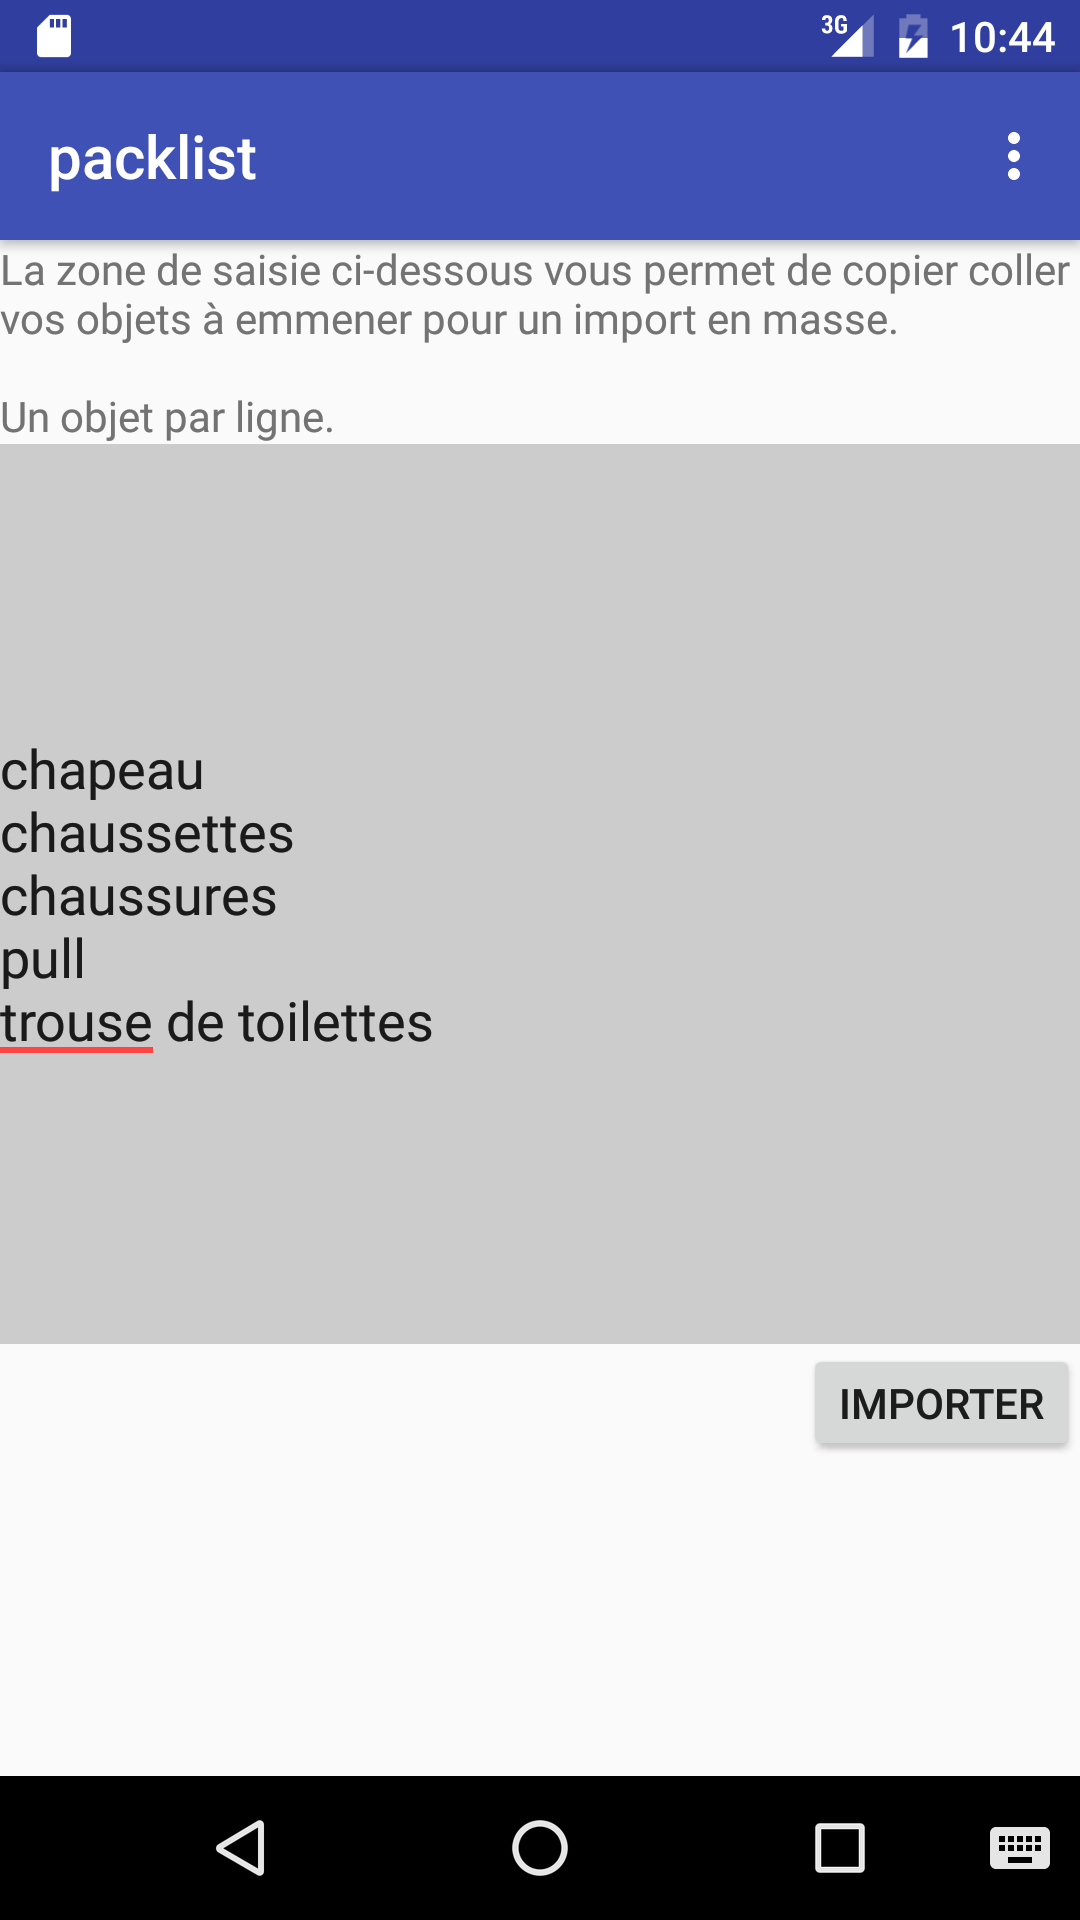 3G 10:44
packlist
La zone de saisie ci-dessous vous permet de copier coller
vos objets à emmener pour un import en masse.
Un objet par ligne.
chapeau
chaussettes
chaussures
pull
trouse de toilettes
IMPORTER